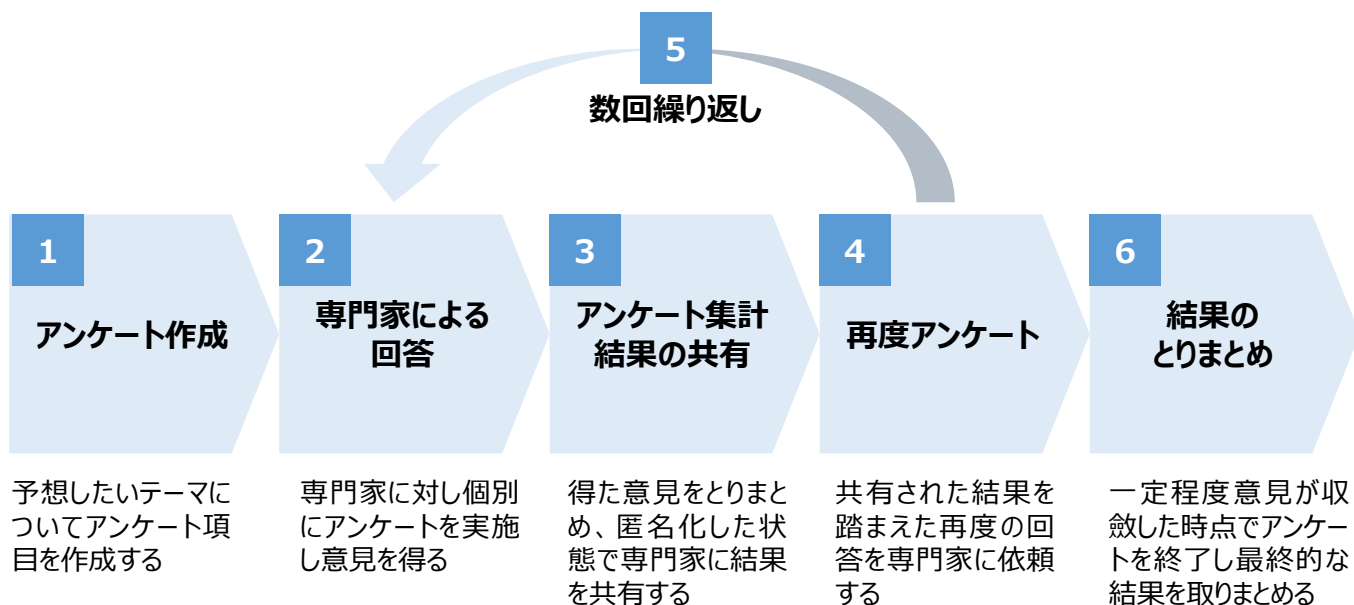 5
数回繰り返し
1
アンケート作成
2
専門家による
回答
3
アンケート集計
結果の共有
4
再度アンケート
6
結果の
とりまとめ
予想したいテーマに
ついてアンケート項
目を作成する
専門家に対し個別
にアンケートを実施
し意見を得る
得た意見をとりまと
め、匿名化した状
態で専門家に結果
を共有する
共有された結果を
踏まえた再度の回
答を専門家に依頼
する
一定程度意見が収
斂した時点でアンケー
トを終了し最終的な
結果を取りまとめる